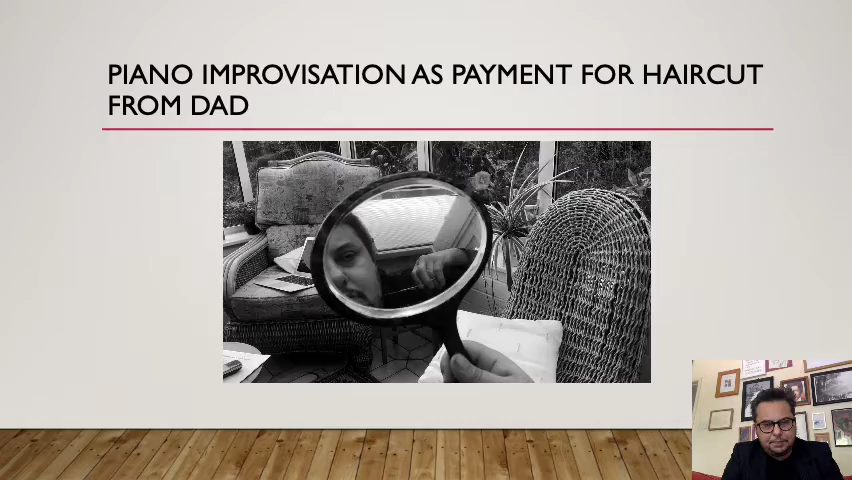 PIANO IMPROVISATION AS PAYMENT FOR HAIRCUT
FROM DAD